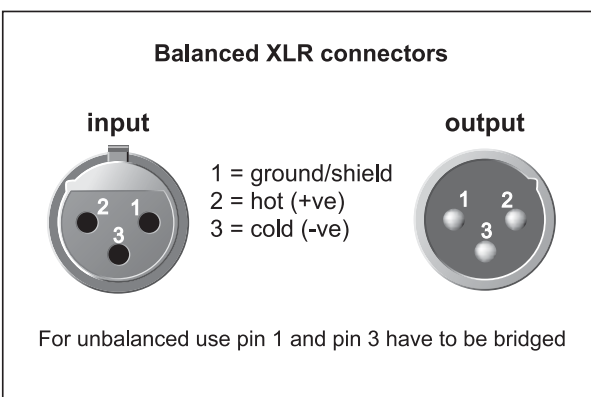 Balanced XLR connectors
input
output
2 1
3
1 = ground/shield
2 = hot (+ve)
3 = cold (-ve)
1 2
3
For unbalanced use pin 1 and pin 3 have to be bridged